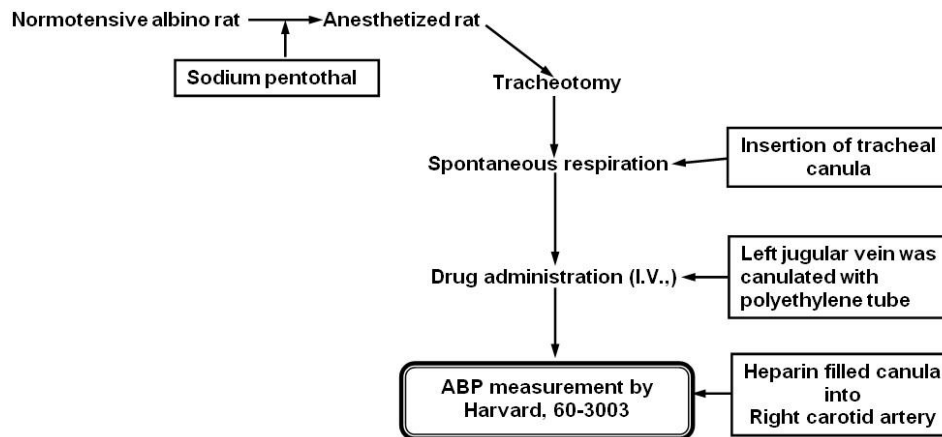 Normotensive albino rat
Anesthetized rat
Sodium pentothal
Tracheotomy
Spontaneous respiration
Insertion of tracheal
canula
Drug administration (I.V.,)
Left jugular vein was
canulated with
polyethylene tube
ABP measurement by
Harvard, 60-3003
Heparin filled canula
into
Right carotid artery